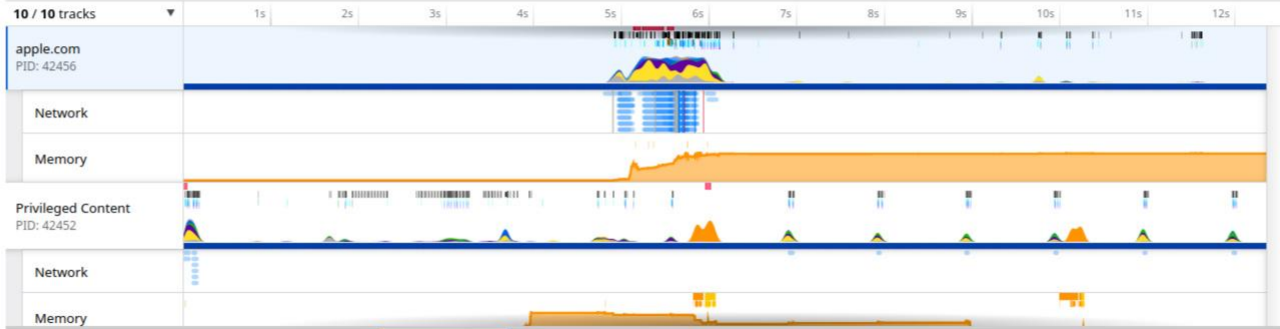 10 / 10 tracks ▼ 1s 2s 3s 4s 5s 6s 7s 8s 9s 10s 11s 12s
apple.com
PID: 42456
Network
Memory
Privileged Content
PID: 42452
Network
Memory